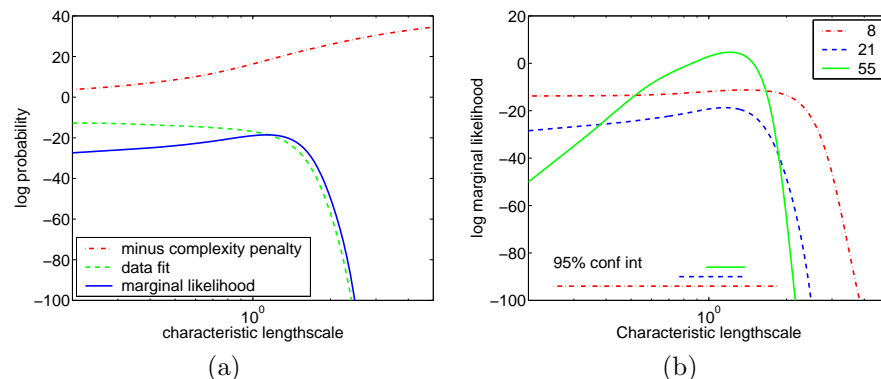 40
20
0
−20
−40
−60
−80
−100
log probability
minus complexity penalty
data fit
marginal likelihood
10^0
characteristic lengthscale
(a)
20
0
−20
−40
−60
−80
−100
log marginal likelihood
8
21
55
95% conf int
10^0
Characteristic lengthscale
(b)